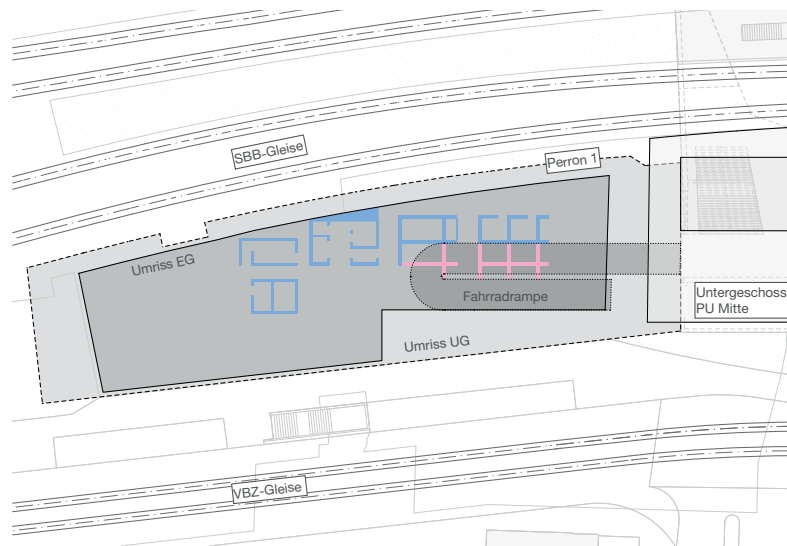 SBB-Gleise
Perron 1
Umriss EG
Fahrradrampe
Untergeschoss
PU Mitte
Umriss UG
VBZ-Gleise